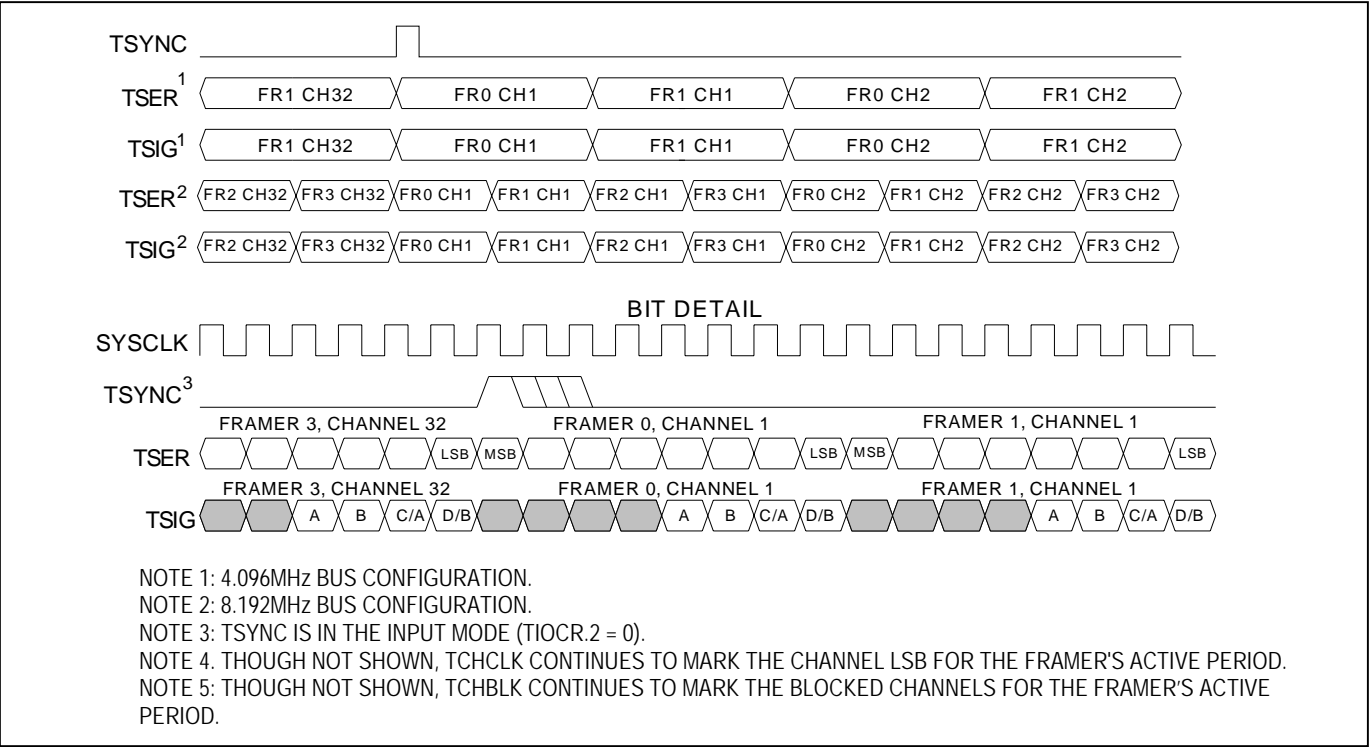 TSYNC
TSER1 FR1 CH32 FR0 CH1 FR1 CH1 FR0 CH2 FR1 CH2
TSIG1 FR1 CH32 FR0 CH1 FR1 CH1 FR0 CH2 FR1 CH2
TSER2 FR2 CH32 FR3 CH32 FR0 CH1 FR1 CH1 FR2 CH1 FR3 CH1 FR0 CH2 FR1 CH2 FR2 CH2 FR3 CH2
TSIG2 FR2 CH32 FR3 CH32 FR0 CH1 FR1 CH1 FR2 CH1 FR3 CH1 FR0 CH2 FR1 CH2 FR2 CH2 FR3 CH2
BIT DETAIL
SYSCLK
TSYNC3
FRAMER 3, CHANNEL 32 FRAMER 0, CHANNEL 1 FRAMER 1, CHANNEL 1
TSER LSB MSB LSB MSB LSB
FRAMER 3, CHANNEL 32 FRAMER 0, CHANNEL 1 FRAMER 1, CHANNEL 1
TSIG A B C/A D/B A B C/A D/B A B C/A D/B
NOTE 1: 4.096MHz BUS CONFIGURATION.
NOTE 2: 8.192MHz BUS CONFIGURATION.
NOTE 3: TSYNC IS IN THE INPUT MODE (TIOCR.2 = 0).
NOTE 4. THOUGH NOT SHOWN, TCHCLK CONTINUES TO MARK THE CHANNEL LSB FOR THE FRAMER'S ACTIVE PERIOD.
NOTE 5: THOUGH NOT SHOWN, TCHBLK CONTINUES TO MARK THE BLOCKED CHANNELS FOR THE FRAMER’S ACTIVE
PERIOD.